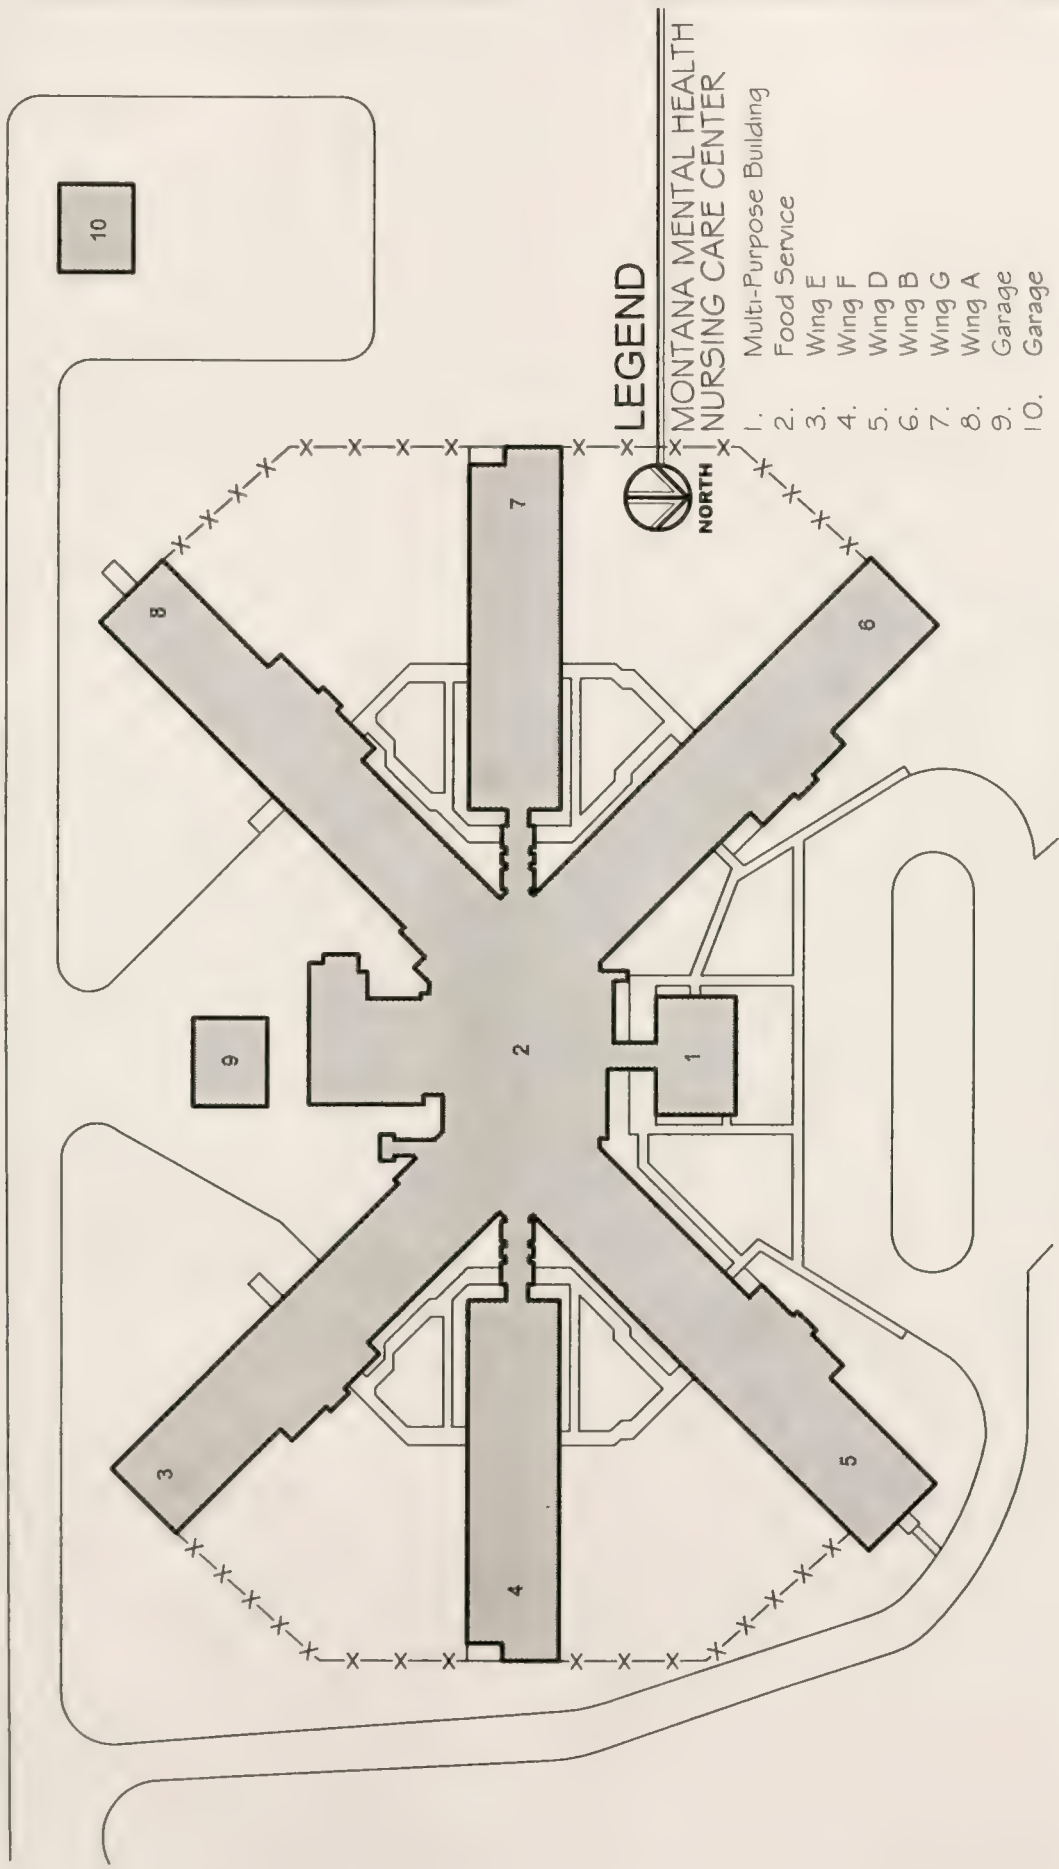 LEGEND
MONTANA MENTAL HEALTH
NURSING CARE CENTER
1. Multi-Purpose Building
2. Food Service
3. Wing E
4. Wing F
5. Wing D
6. Wing B
7. Wing G
8. Wing A
9. Garage
10. Garage
NORTH
10
9
8
7
6
5
4
3
2
1